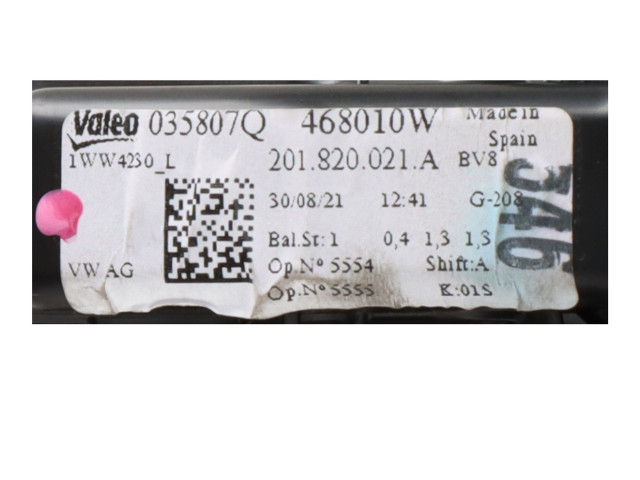 Valeo 035807Q 468010W Made in Spain
1WW4230_L 201.820.021.A BV8
30/08/21 12:41 G-208
Bal.St: 1 0,4 1,3 1,3
VW AG Op.Nº 5554 Shift:A
Op.Nº 5555 K:01S
346